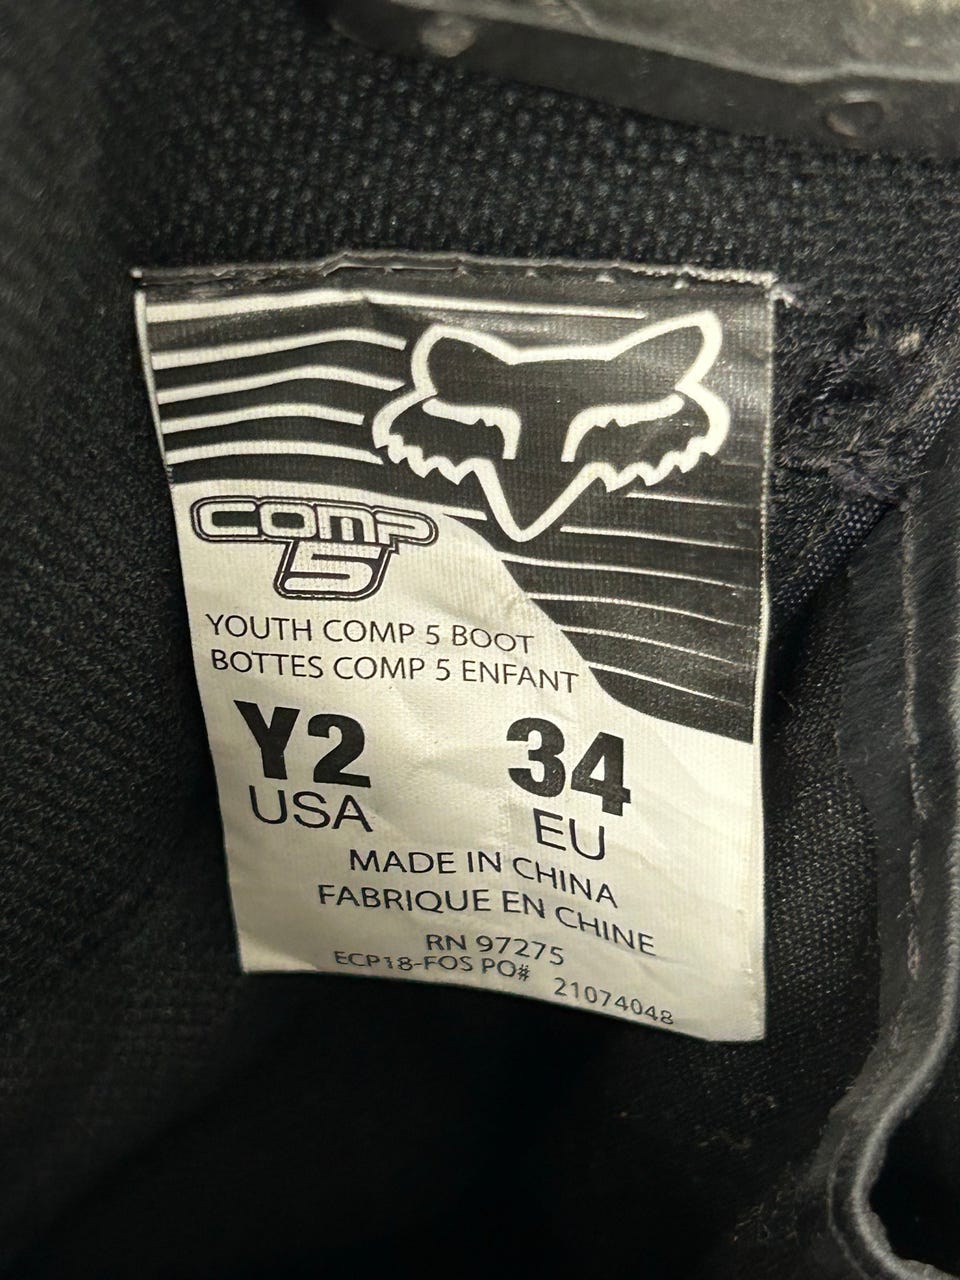 COMP
5
YOUTH COMP 5 BOOT
BOTTES COMP 5 ENFANT
Y2 34
USA EU
MADE IN CHINA
FABRIQUE EN CHINE
RN 97275
ECP18-FOS PO# 21074048